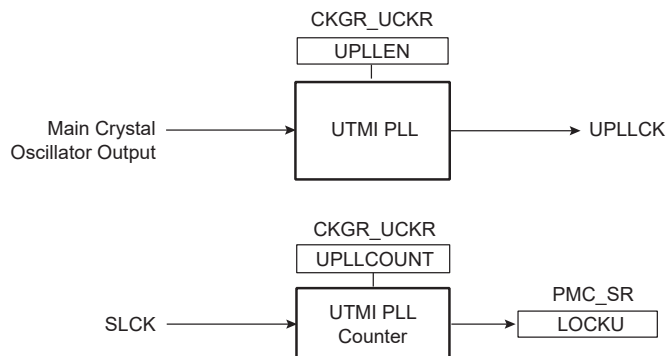 CKGR_UCKR
UPLLEN
Main Crystal
Oscillator Output
UTMI PLL
UPLLCK
CKGR_UCKR
UPLLCOUNT
SLCK
UTMI PLL
Counter
PMC_SR
LOCKU